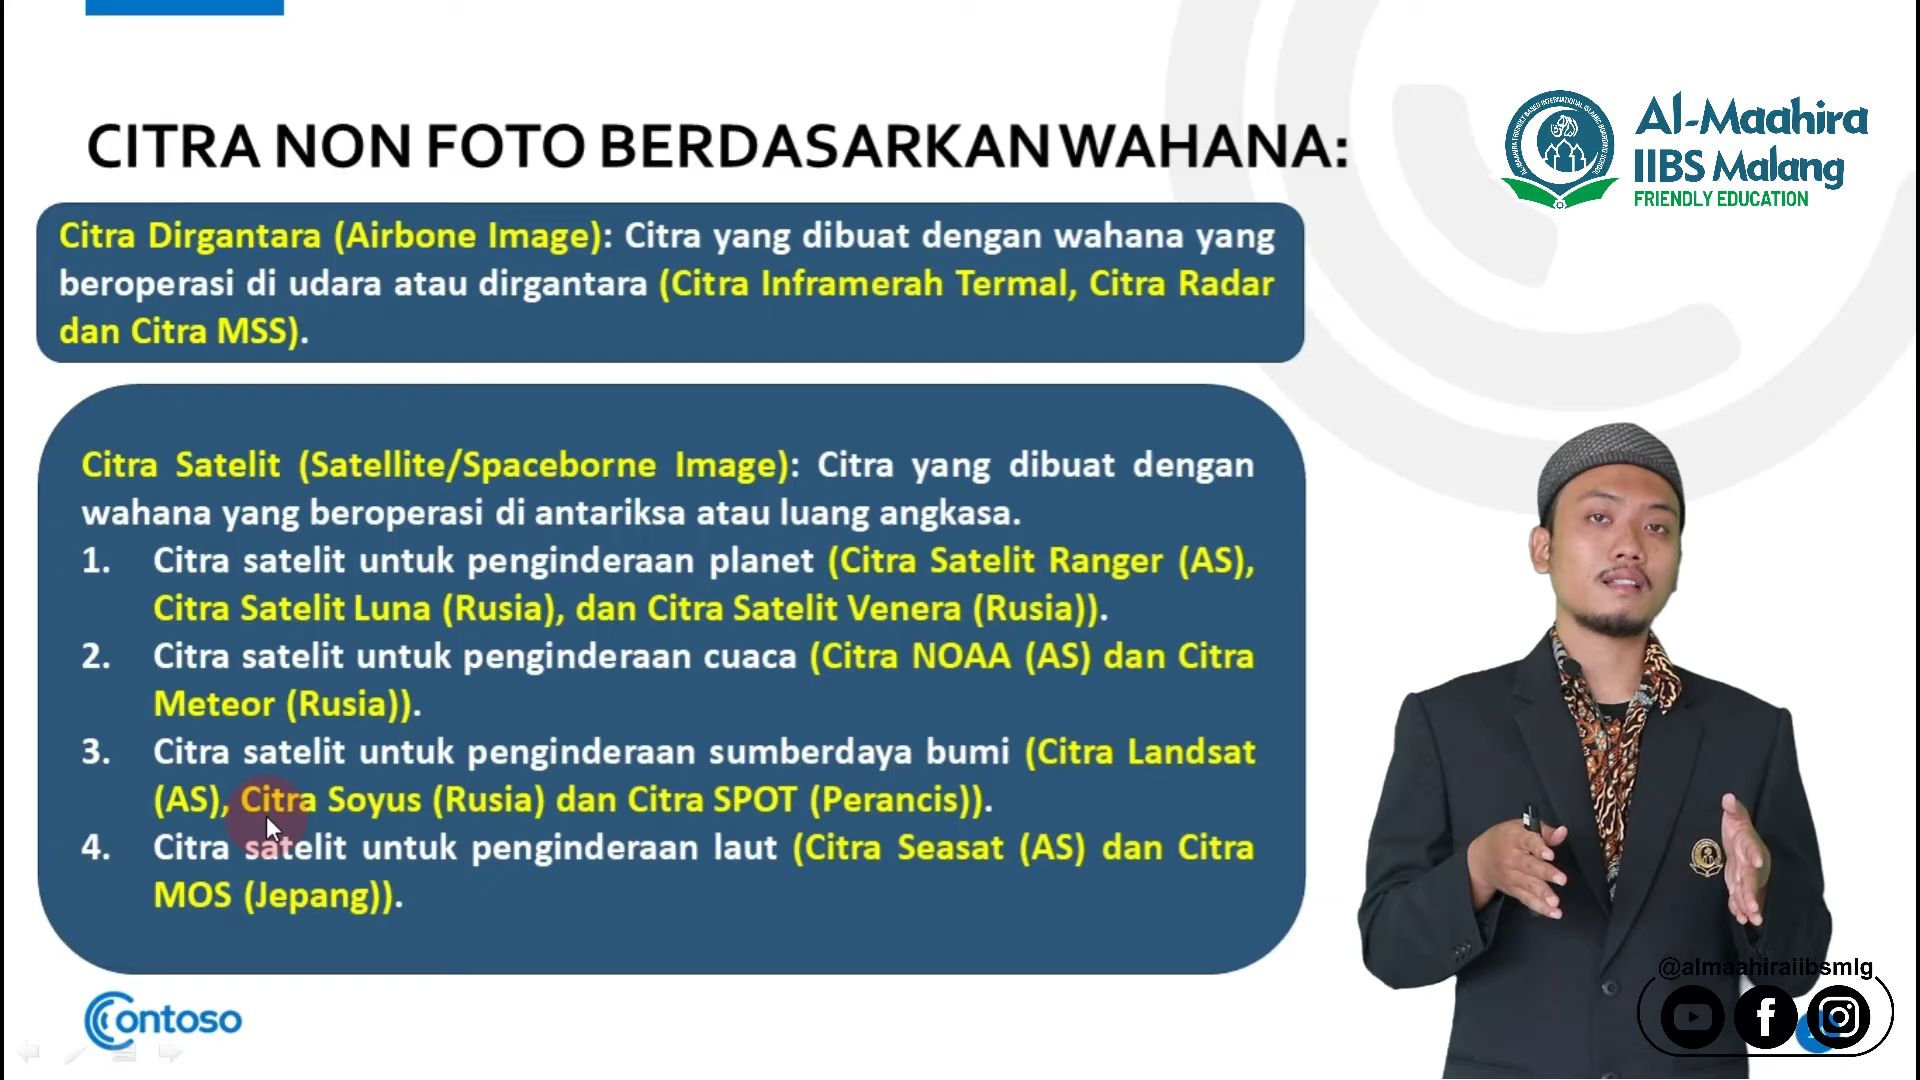 CITRA NON FOTO BERDASARKAN WAHANA:
Al-Maahira
IIBS Malang
FRIENDLY EDUCATION
Citra Dirgantara (Airbone Image): Citra yang dibuat dengan wahana yang
beroperasi di udara atau dirgantara (Citra Inframerah Termal, Citra Radar
dan Citra MSS).
Citra Satelit (Satellite/Spaceborne Image): Citra yang dibuat dengan
wahana yang beroperasi di antariksa atau luang angkasa.
1. Citra satelit untuk penginderaan planet (Citra Satelit Ranger (AS),
Citra Satelit Luna (Rusia), dan Citra Satelit Venera (Rusia)).
2. Citra satelit untuk penginderaan cuaca (Citra NOAA (AS) dan Citra
Meteor (Rusia)).
3. Citra satelit untuk penginderaan sumberdaya bumi (Citra Landsat
(AS), Citra Soyus (Rusia) dan Citra SPOT (Perancis)).
4. Citra satelit untuk penginderaan laut (Citra Seasat (AS) dan Citra
MOS (Jepang)).
@almaahiraiibsmlg
Contoso